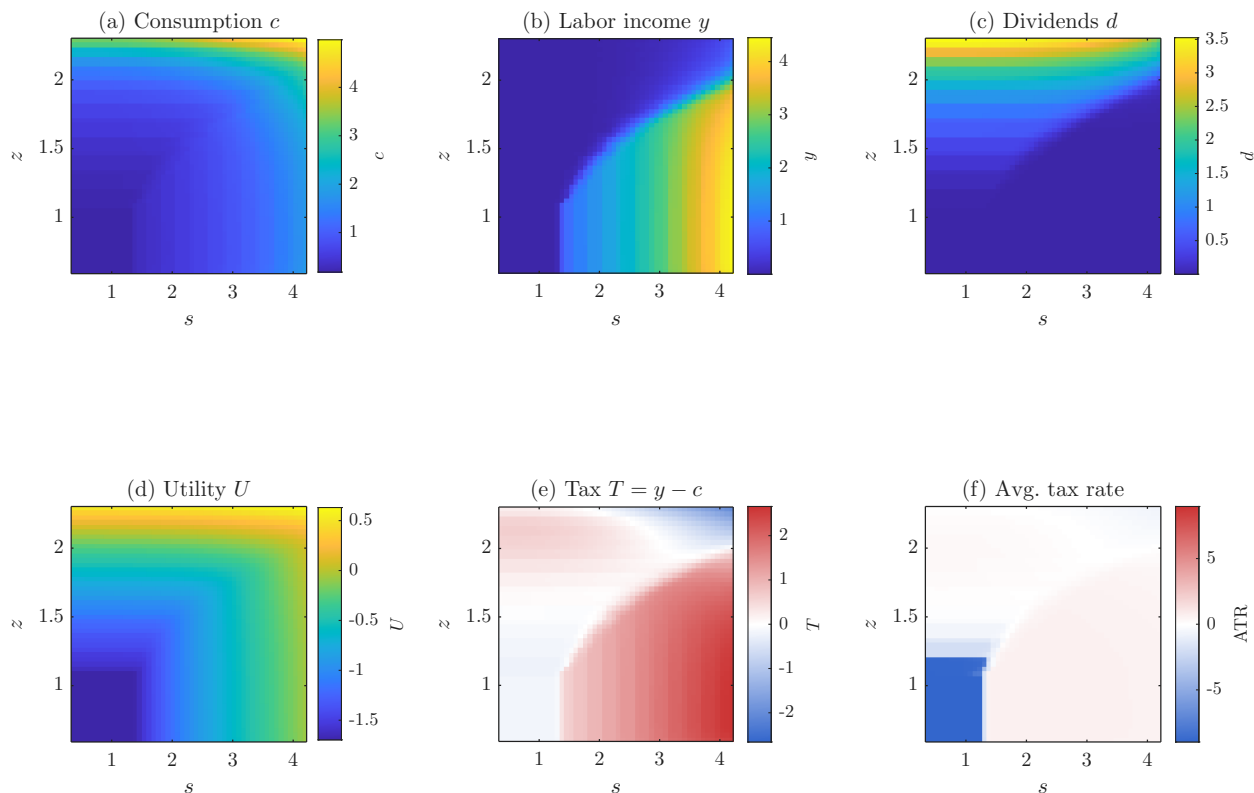 (a) Consumption c
2
1.5
1
z
1 2 3 4
s
4
3
2
1
c
(b) Labor income y
2
1.5
1
z
1 2 3 4
s
4
3
2
1
y
(c) Dividends d
2
1.5
1
z
1 2 3 4
s
3.5
3
2.5
2
1.5
1
0.5
d
(d) Utility U
2
1.5
1
z
1 2 3 4
s
0.5
0
-0.5
-1
-1.5
U
(e) Tax T = y − c
2
1.5
1
z
1 2 3 4
s
2
1
0
-1
-2
T
(f) Avg. tax rate
2
1.5
1
z
1 2 3 4
s
5
0
-5
ATR